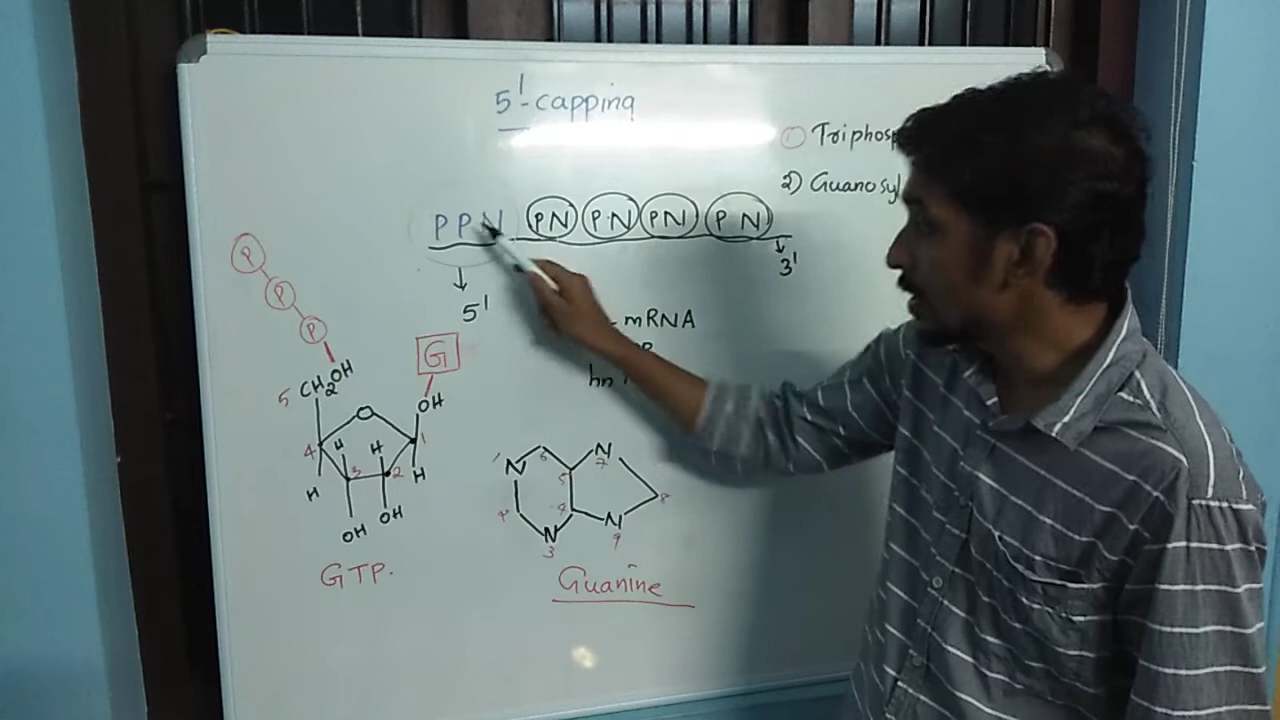 5'-capping
① Triphosp
2) Guanosyl
P P N PN PN PN PN
5'
3'
mRNA
hn
P
P
P
G
5 CH2OH
OH
O
4 H H 1
3 2
H H
OH OH
GTP.
N 6 N
7
5
8
N N
3 9
Guanine